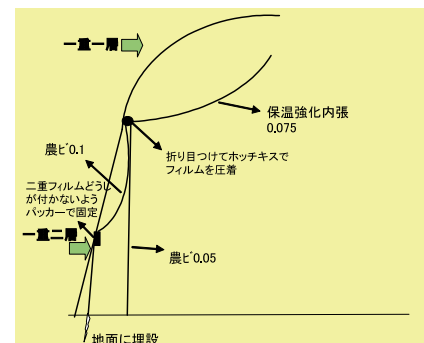 一重一層
保温強化内張
0.075
農ビ0.1
折り目つけてホッチキスで
フィルムを圧着
二重フィルムどうし
が付かないよう
パッカーで固定
一重二層
農ビ0.05
地面に埋設